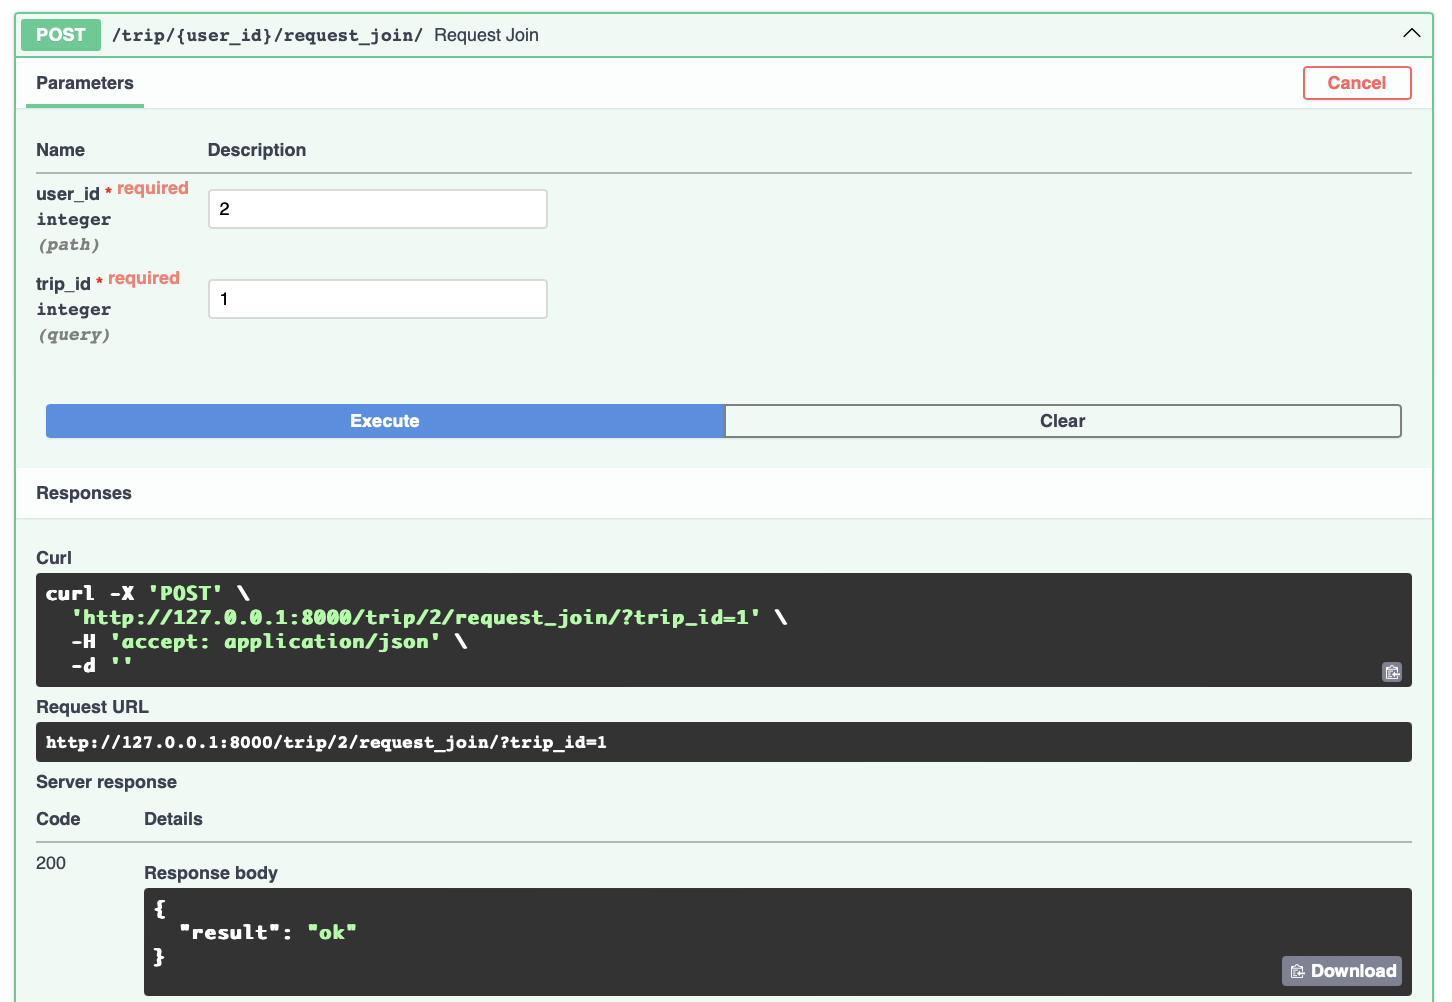 POST /trip/{user_id}/request_join/ Request Join
Parameters Cancel
Name Description
user_id * required
integer
(path)
2
trip_id * required
integer
(query)
1
Execute Clear
Responses
Curl
curl -X 'POST' \
'http://127.0.0.1:8000/trip/2/request_join/?trip_id=1' \
-H 'accept: application/json' \
-d ''
Request URL
http://127.0.0.1:8000/trip/2/request_join/?trip_id=1
Server response
Code Details
200
Response body
{
"result": "ok"
}
Download